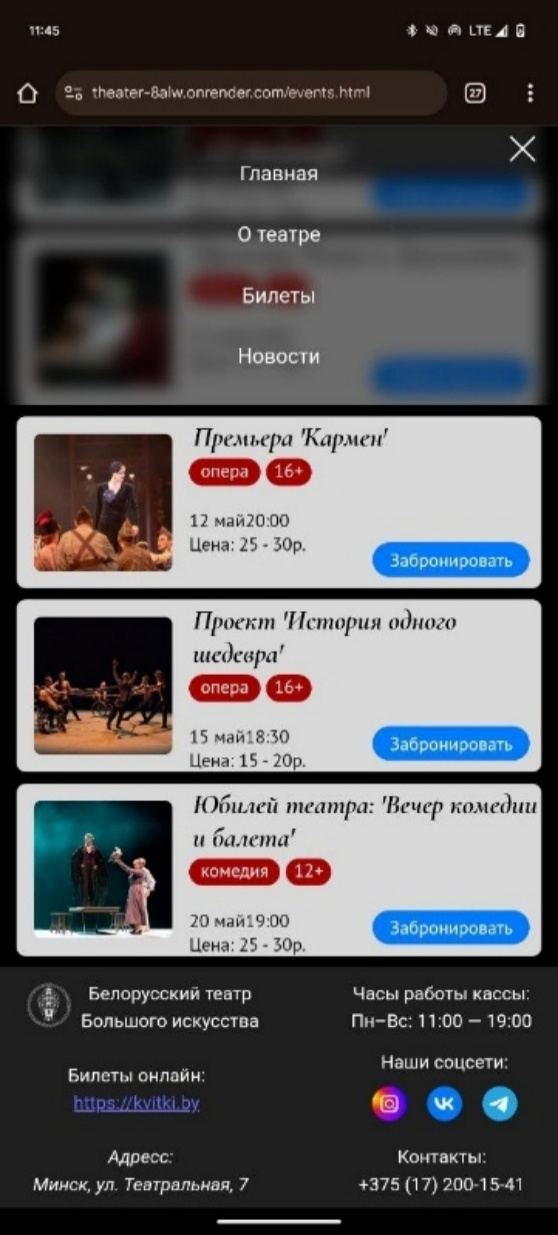 11:45
LTE
theater-8alw.onrender.com/events.html
27
Главная
О театре
Билеты
Новости
Премьера 'Кармен'
опера 16+
12 май20:00
Цена: 25 - 30р.
Забронировать
Проект 'История одного
шедевра'
опера 16+
15 май18:30
Цена: 15 - 20р.
Забронировать
Юбилей театра: 'Вечер комедии
и балета'
комедия 12+
20 май19:00
Цена: 25 - 30р.
Забронировать
Белорусский театр
Большого искусства
Билеты онлайн:
https://kvitki.by
Адресс:
Минск, ул. Театральная, 7
Часы работы кассы:
Пн–Вс: 11:00 — 19:00
Наши соцсети:
Контакты:
+375 (17) 200-15-41